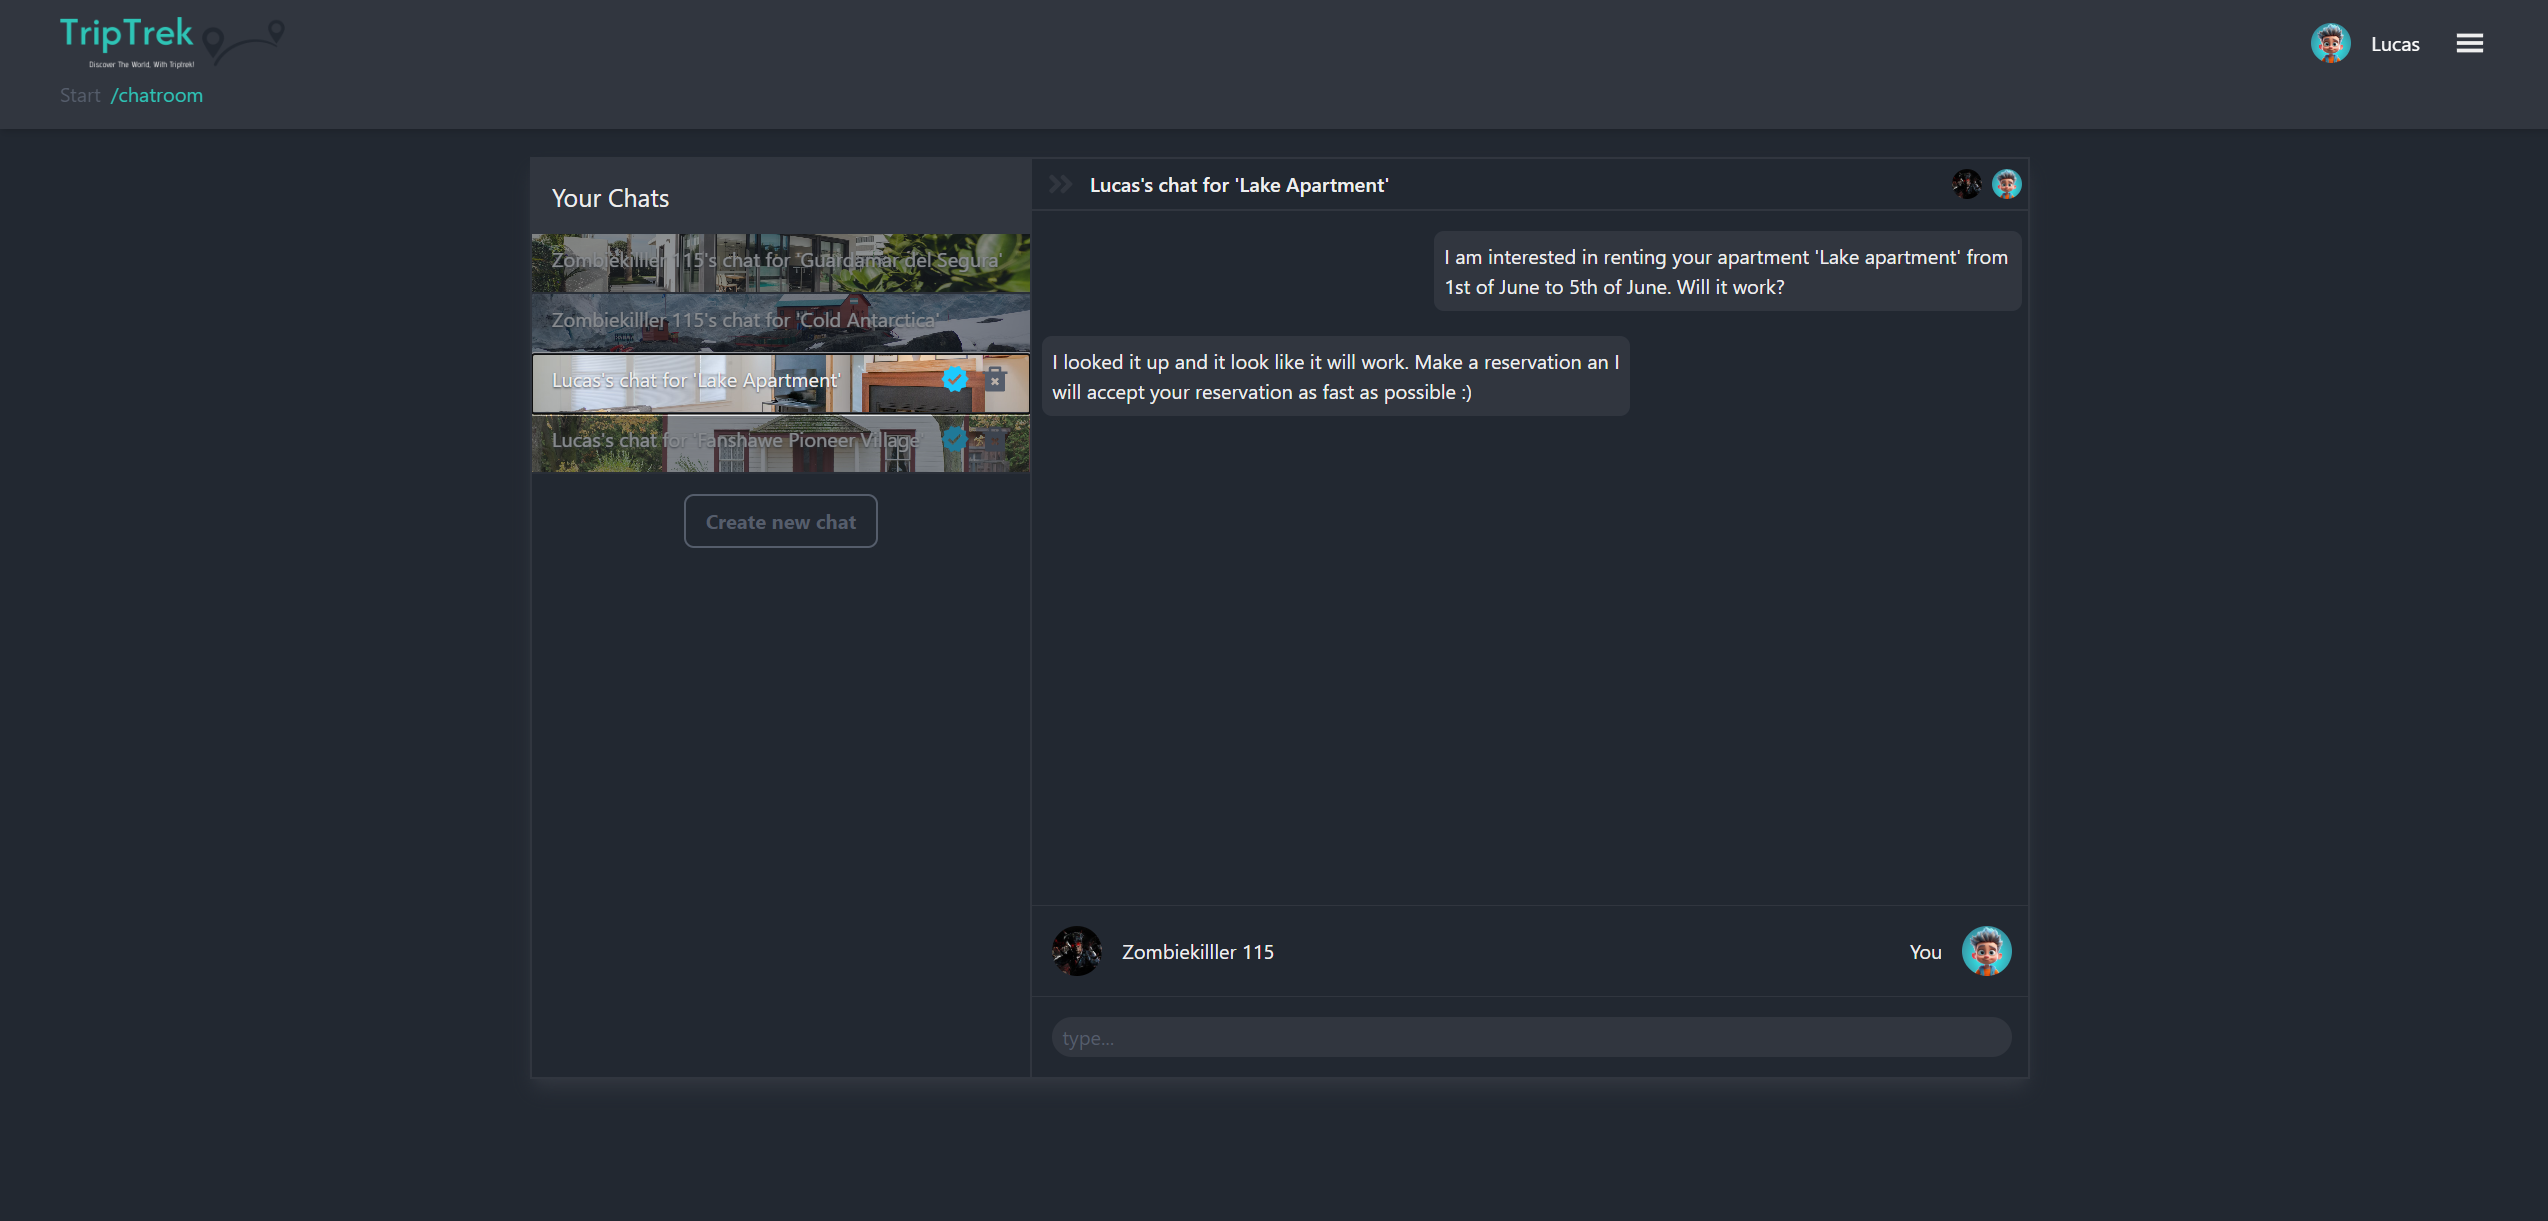 TripTrek
Discover The World, With Triptrek!
Lucas
Start /chatroom
Your Chats
Zombiekilller 115's chat for 'Guardamar del Segura'
Zombiekilller 115's chat for 'Cold Antarctica'
Lucas's chat for 'Lake Apartment'
Lucas's chat for 'Fanshawe Pioneer Village'
Create new chat
Lucas's chat for 'Lake Apartment'
I am interested in renting your apartment 'Lake apartment' from
1st of June to 5th of June. Will it work?
I looked it up and it look like it will work. Make a reservation an I
will accept your reservation as fast as possible :)
Zombiekilller 115
You
type...